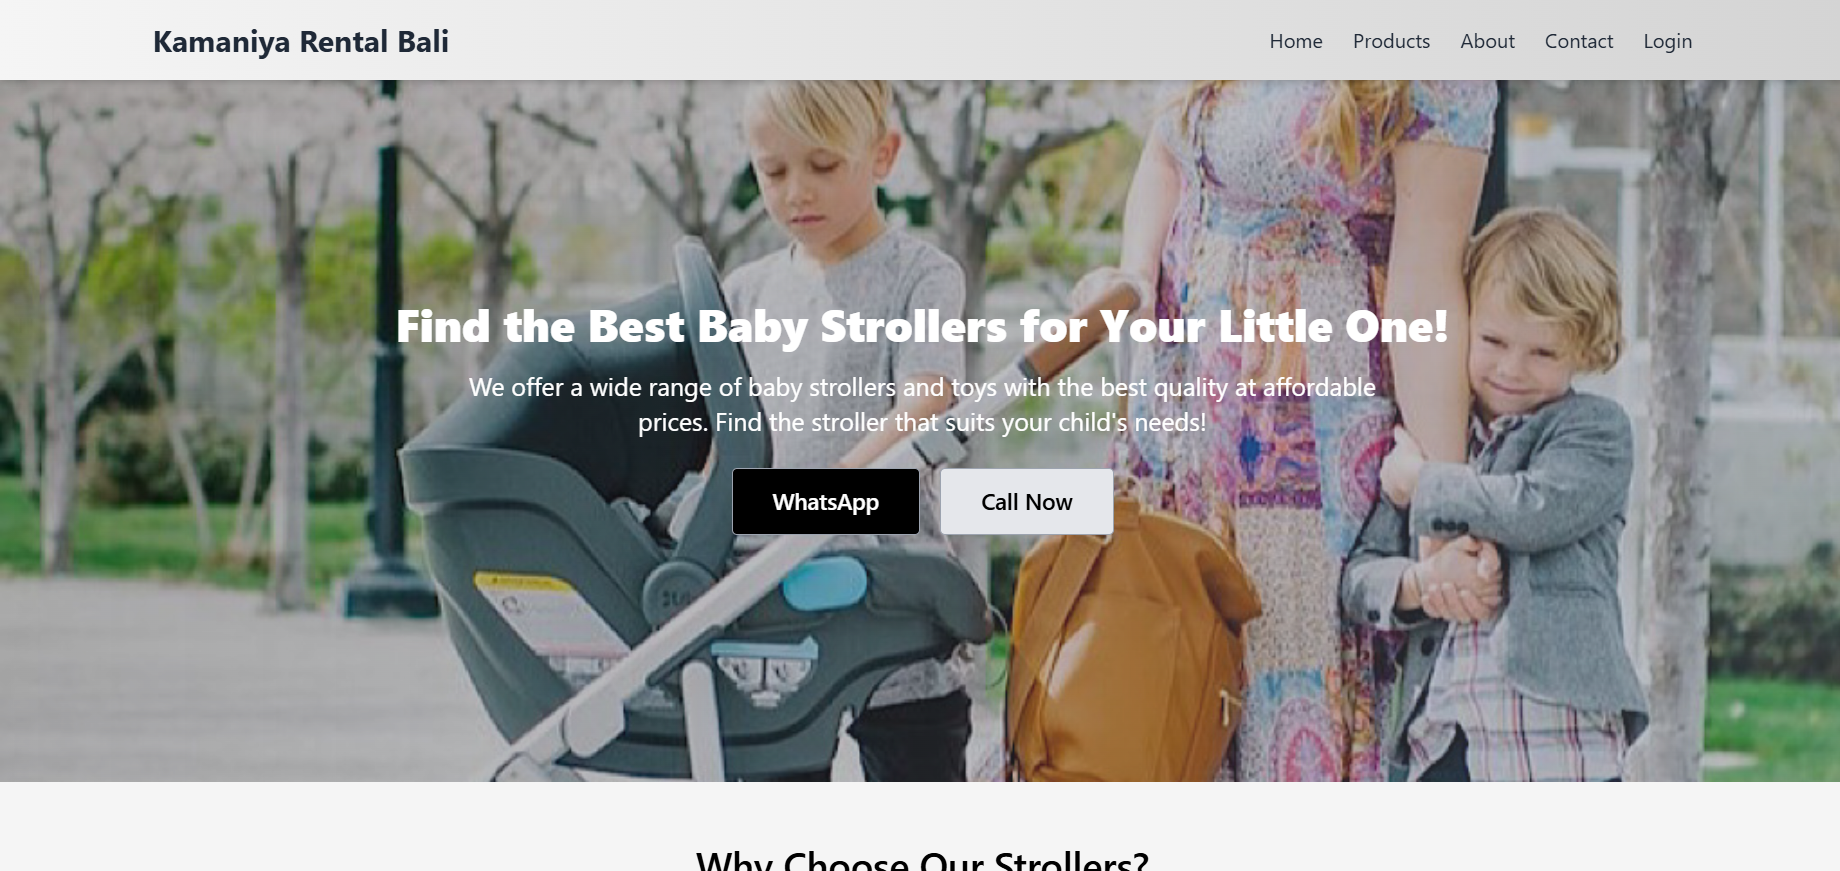 Kamaniya Rental Bali
Home
Products
About
Contact
Login
Find the Best Baby Strollers for Your Little One!
We offer a wide range of baby strollers and toys with the best quality at affordable
prices. Find the stroller that suits your child's needs!
WhatsApp
Call Now
Why Choose Our Strollers?